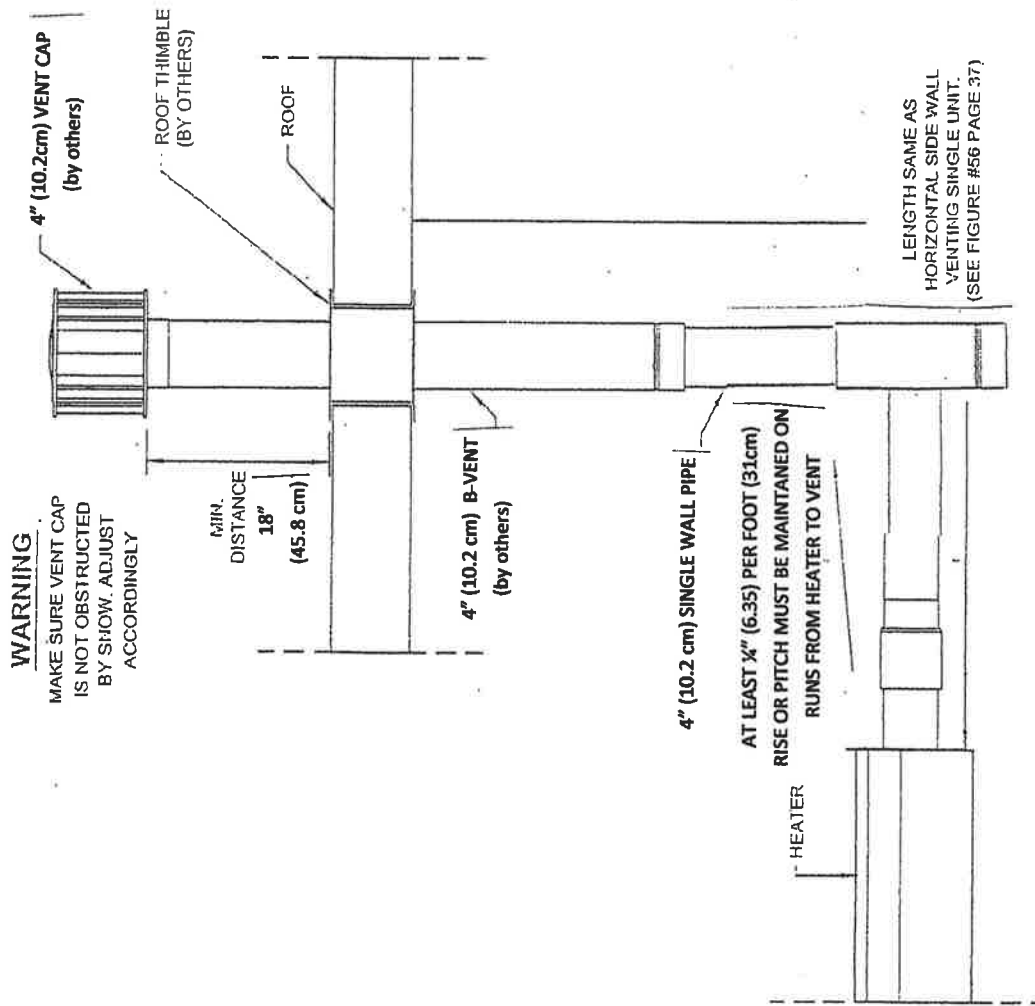 WARNING
MAKE SURE VENT CAP
IS NOT OBSTRUCTED
BY SNOW. ADJUST
ACCORDINGLY
4" (10.2cm) VENT CAP
(by others)
ROOF THIMBLE
(BY OTHERS)
ROOF
MIN.
DISTANCE
18"
(45.8 cm)
4" (10.2 cm) B-VENT
(by others)
4" (10.2 cm) SINGLE WALL PIPE
AT LEAST ¼" (6.35) PER FOOT (31cm)
RISE OR PITCH MUST BE MAINTANED ON
RUNS FROM HEATER TO VENT
HEATER
LENGTH SAME AS
HORIZONTAL SIDE WALL
VENTING SINGLE UNIT.
(SEE FIGURE #56 PAGE 37)